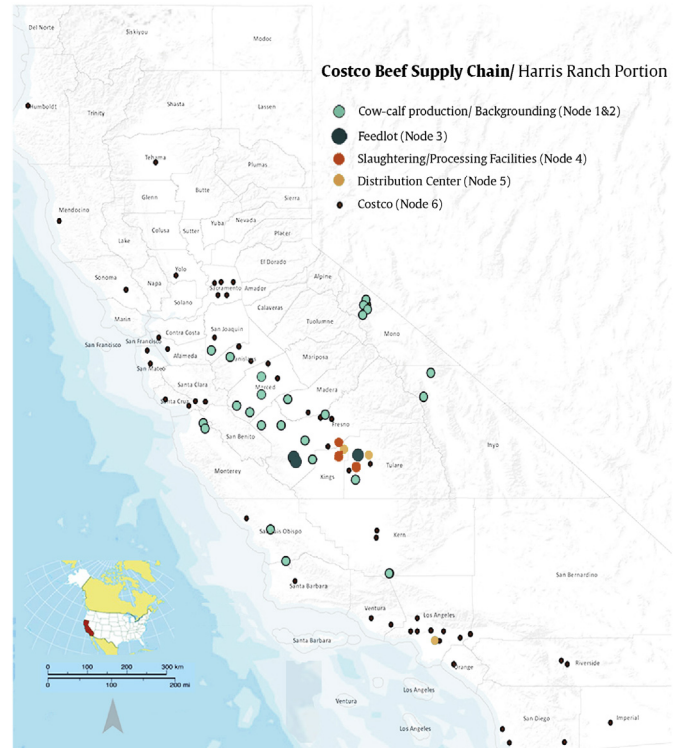 Del Norte
Siskiyou
Modoc
Costco Beef Supply Chain/ Harris Ranch Portion
Cow-calf production/ Backgrounding (Node 1&2)
Feedlot (Node 3)
Slaughtering/Processing Facilities (Node 4)
Distribution Center (Node 5)
Costco (Node 6)
Humboldt
Trinity
Shasta
Lassen
Tehama
Plumas
Glenn
Butte
Sierra
Mendocino
Colusa
Sutter
Yuba
Nevada
Placer
Lake
El Dorado
Sonoma
Napa
Yolo
Sacramento
Amador
Alpine
Solano
Calaveras
Marin
Tuolumne
Mono
Contra Costa
San Joaquin
San Francisco
San Francisco
Alameda
San Mateo
Mariposa
Santa Clara
Merced
Madera
Santa Cruz
Fresno
San Benito
Inyo
Monterey
Kings
Tulare
San Luis Obispo
Kern
Santa Barbara
San Bernardino
Ventura
Los Angeles
Santa Barbara
Orange
Riverside
Los Angeles
Ventura
San Diego
Imperial
Los Angeles
0 100 200 300 km
0 100 200 mi